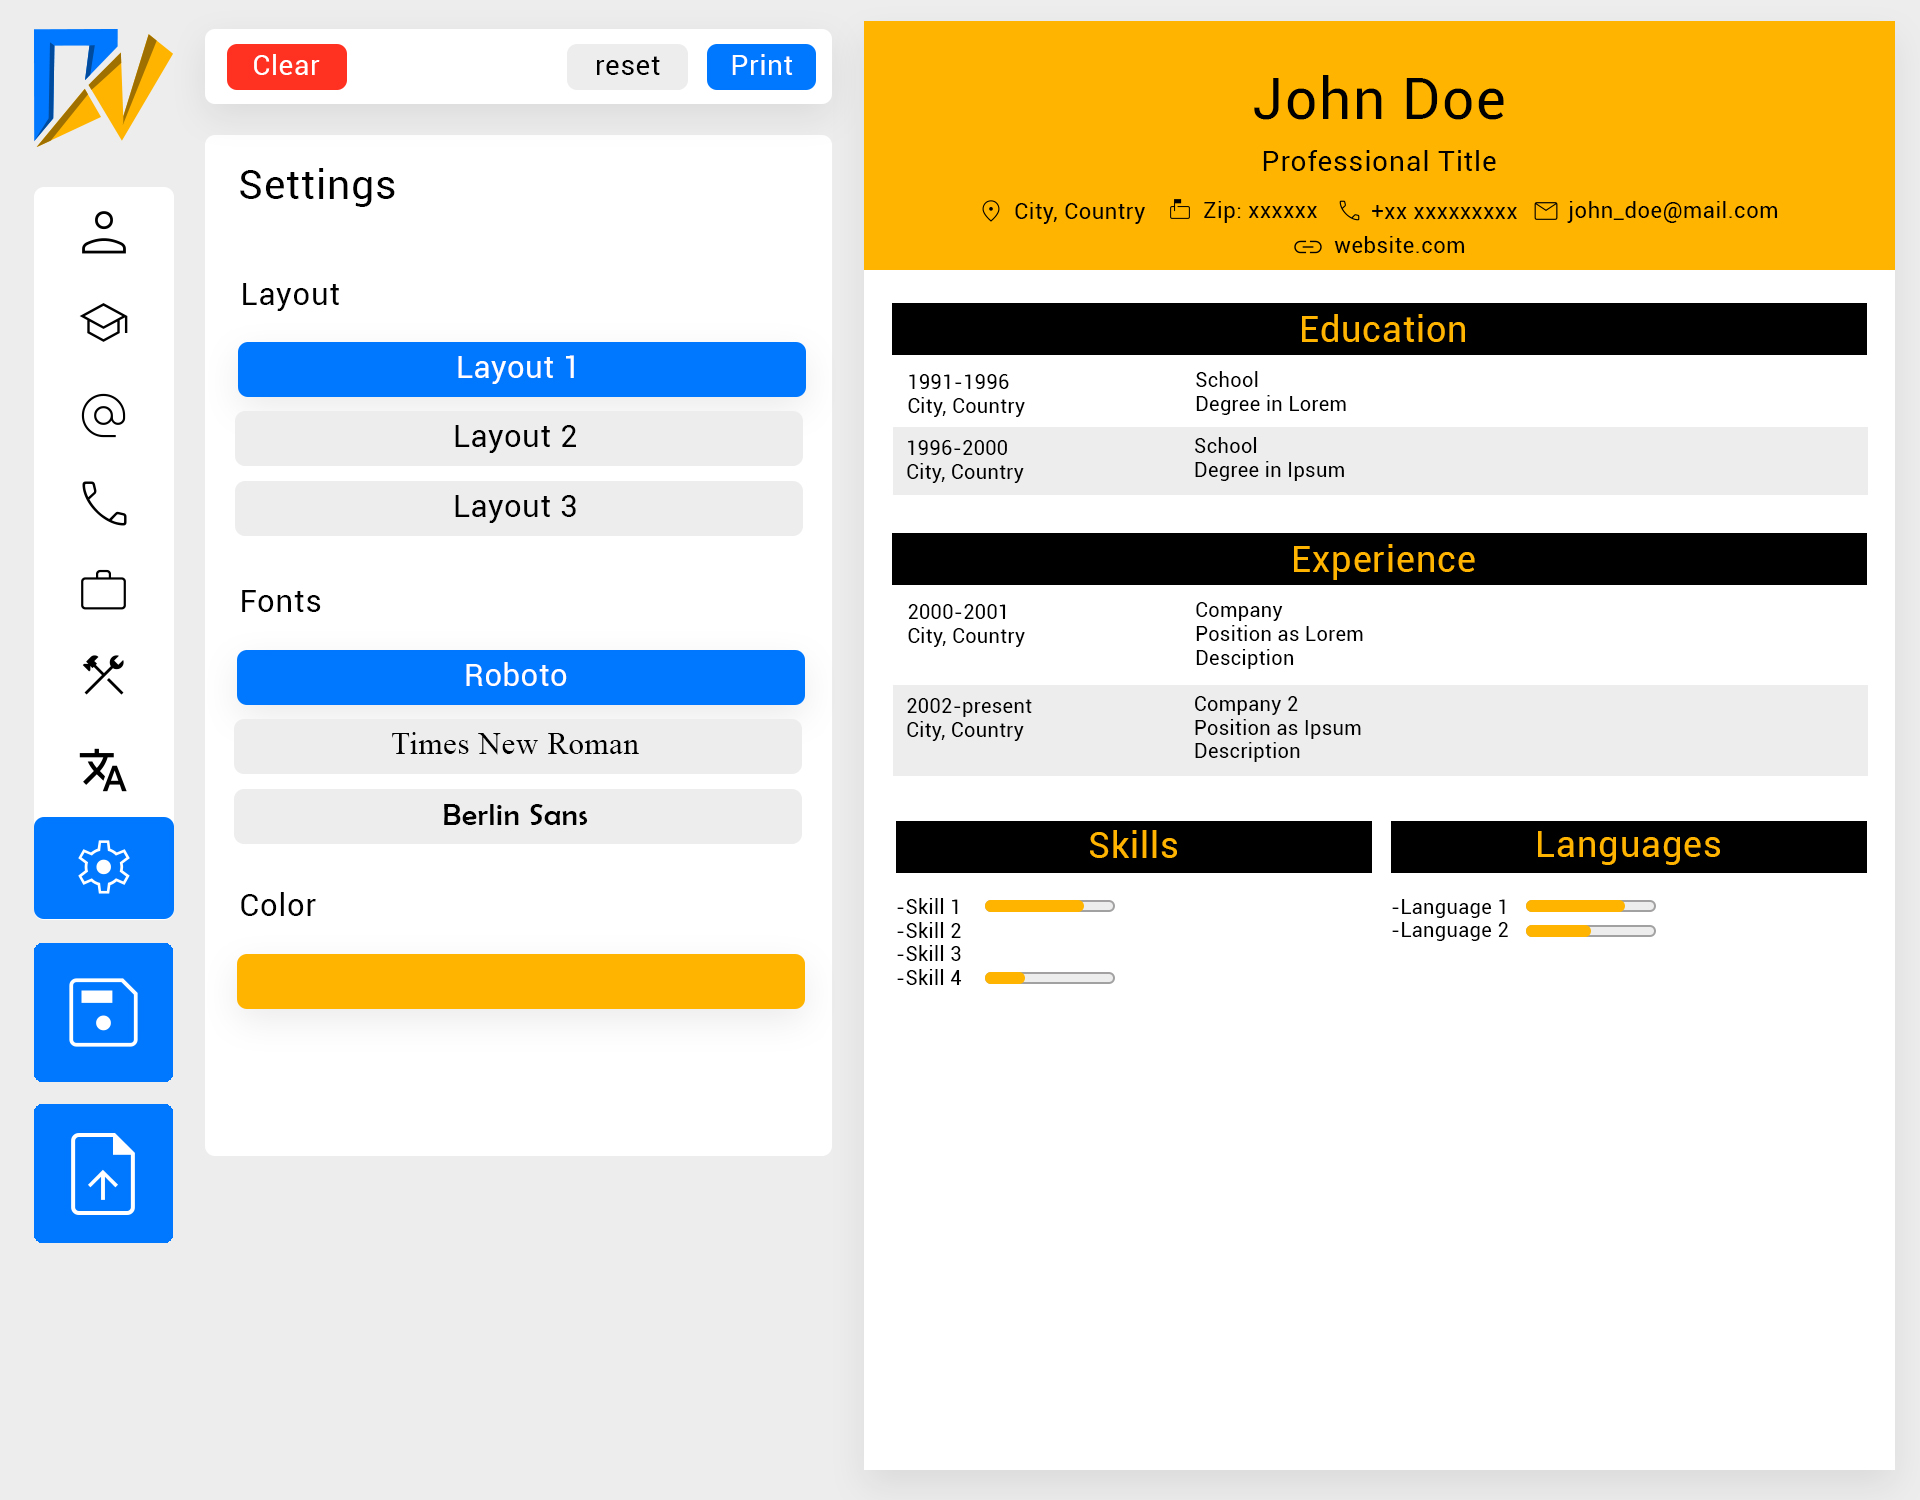 Clear
reset
Print
Settings
Layout
Layout 1
Layout 2
Layout 3
Fonts
Roboto
Times New Roman
Berlin Sans
Color
John Doe
Professional Title
City, Country Zip: xxxxxx +xx xxxxxxxxx john_doe@mail.com
website.com
Education
1991-1996
City, Country
School
Degree in Lorem
1996-2000
City, Country
School
Degree in Ipsum
Experience
2000-2001
City, Country
Company
Position as Lorem
Desciption
2002-present
City, Country
Company 2
Position as Ipsum
Description
Skills
-Skill 1
-Skill 2
-Skill 3
-Skill 4
Languages
-Language 1
-Language 2